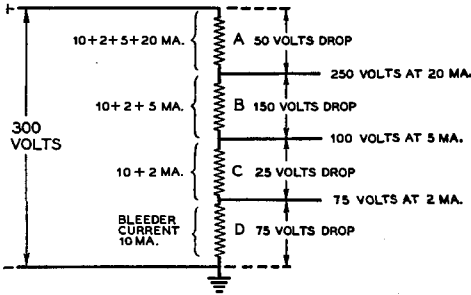 +
10+2+5+20 MA.
A 50 VOLTS DROP
250 VOLTS AT 20 MA.
10+2+5 MA.
B 150 VOLTS DROP
300
VOLTS
100 VOLTS AT 5 MA.
10+2 MA.
C 25 VOLTS DROP
75 VOLTS AT 2 MA.
BLEEDER
CURRENT
10 MA.
D 75 VOLTS DROP
-